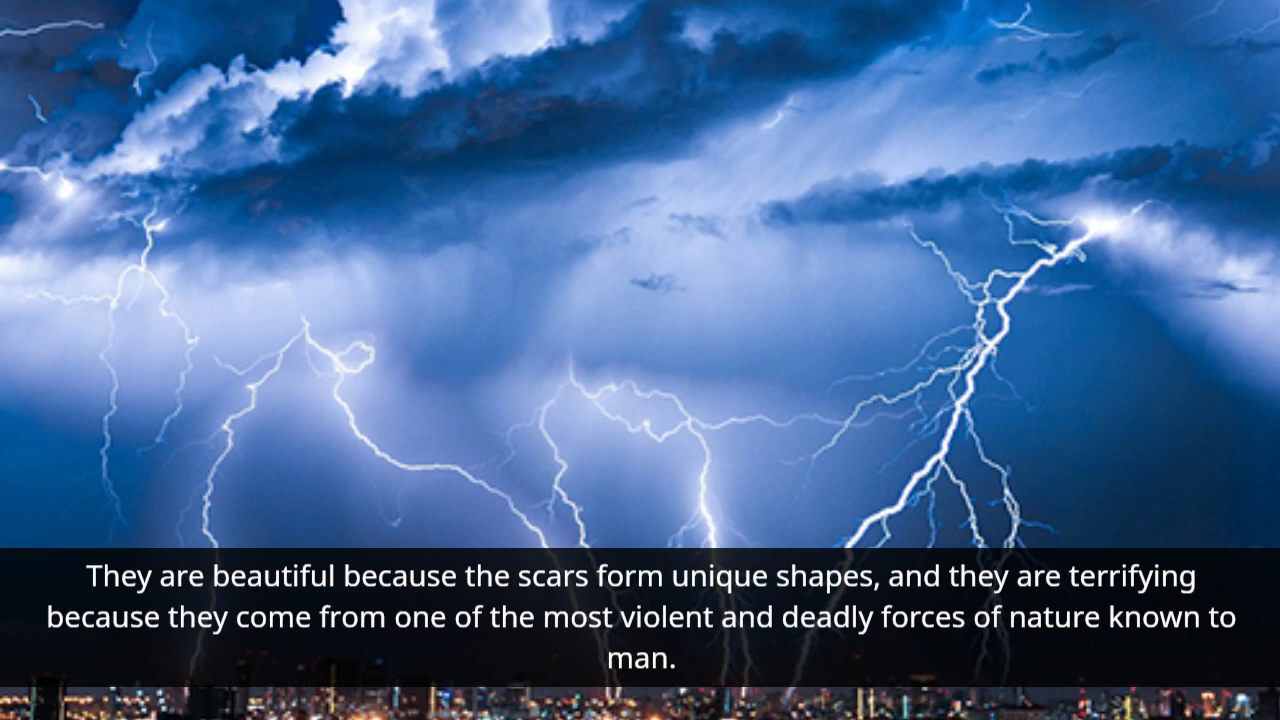 They are beautiful because the scars form unique shapes, and they are terrifying
because they come from one of the most violent and deadly forces of nature known to
man.